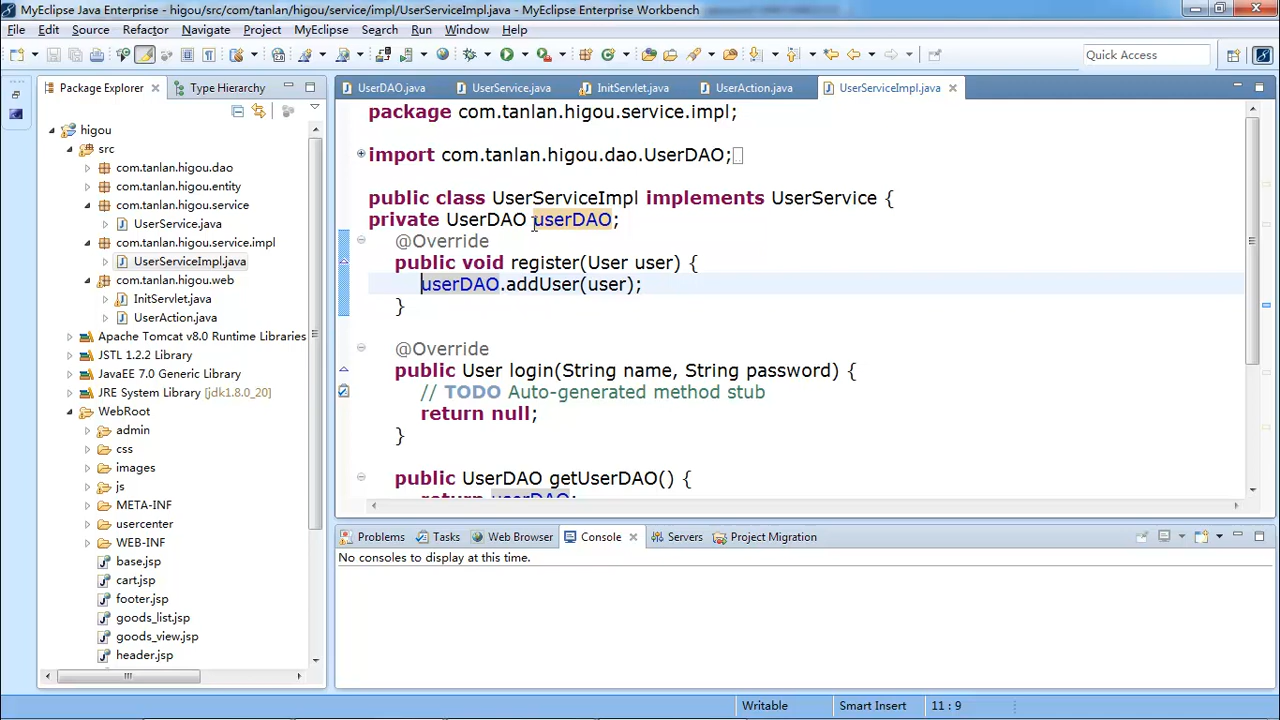 MyEclipse Java Enterprise - higou/src/com/tanlan/higou/service/impl/UserServiceImpl.java - MyEclipse Enterprise Workbench
File Edit Source Refactor Navigate Project MyEclipse Search Run Window Help
Quick Access
Package Explorer Type Hierarchy
higou
src
com.tanlan.higou.dao
com.tanlan.higou.entity
com.tanlan.higou.service
UserService.java
com.tanlan.higou.service.impl
UserServiceImpl.java
com.tanlan.higou.web
InitServlet.java
UserAction.java
Apache Tomcat v8.0 Runtime Libraries
JSTL 1.2.2 Library
JavaEE 7.0 Generic Library
JRE System Library [jdk1.8.0_20]
WebRoot
admin
css
images
js
META-INF
usercenter
WEB-INF
base.jsp
cart.jsp
footer.jsp
goods_list.jsp
goods_view.jsp
header.jsp
UserDAO.java UserService.java InitServlet.java UserAction.java UserServiceImpl.java
package com.tanlan.higou.service.impl;
import com.tanlan.higou.dao.UserDAO;
public class UserServiceImpl implements UserService {
private UserDAO userDAO;
@Override
public void register(User user) {
userDAO.addUser(user);
}
@Override
public User login(String name, String password) {
// TODO Auto-generated method stub
return null;
}
public UserDAO getUserDAO() {
return userDAO;
Problems Tasks Web Browser Console Servers Project Migration
No consoles to display at this time.
Writable Smart Insert 11 : 9